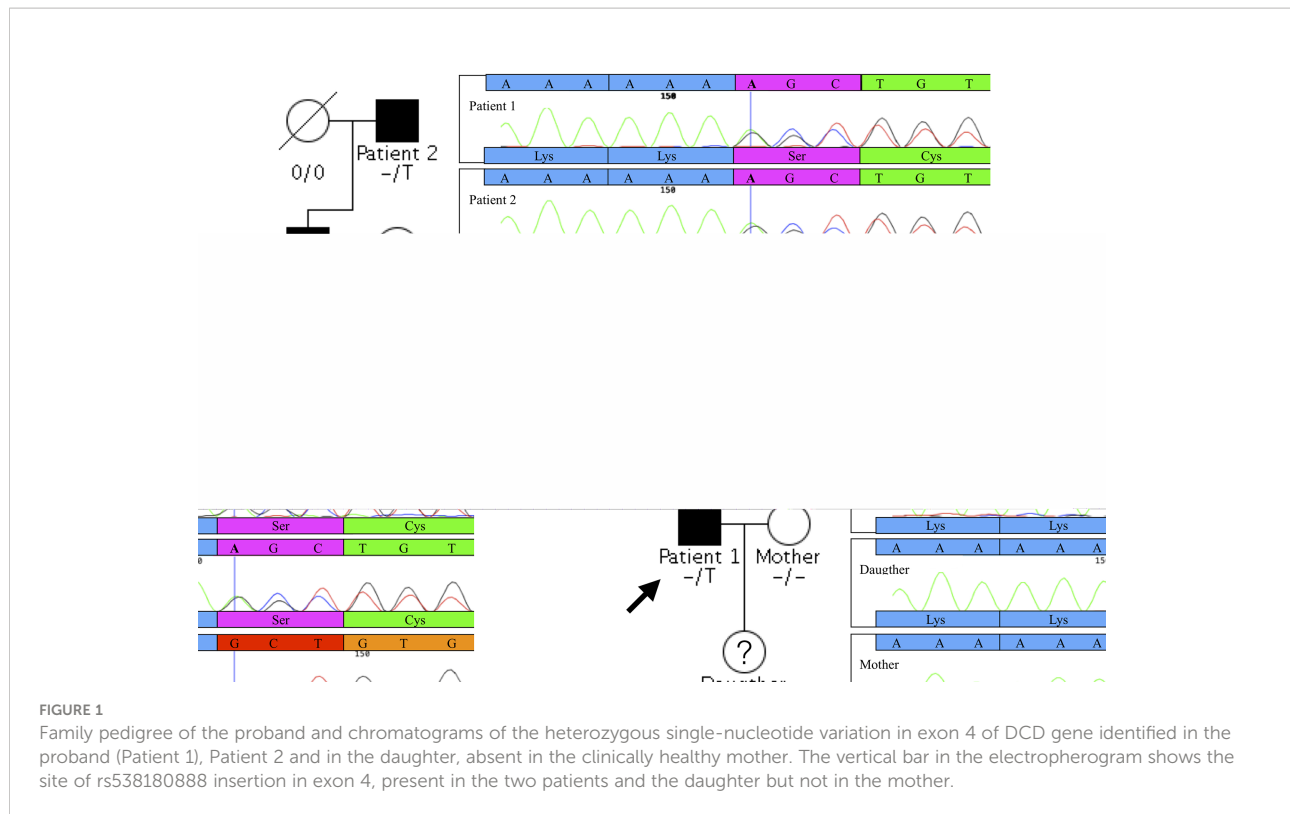 A A A A A A A G C T G T
150
Patient 1
Lys Lys Ser Cys
Patient 2
-/T
0/0
A A A A A A A G C T G T
150
Patient 2
Ser Cys
A G C T G T
Ser Cys
G C T G T G
150
Patient 1
-/T
Mother
-/-
?
Lys Lys
A A A A A A
15
Daugther
Lys Lys
A A A A A A
Mother
FIGURE 1
Family pedigree of the proband and chromatograms of the heterozygous single-nucleotide variation in exon 4 of DCD gene identified in the
proband (Patient 1), Patient 2 and in the daughter, absent in the clinically healthy mother. The vertical bar in the electropherogram shows the
site of rs538180888 insertion in exon 4, present in the two patients and the daughter but not in the mother.